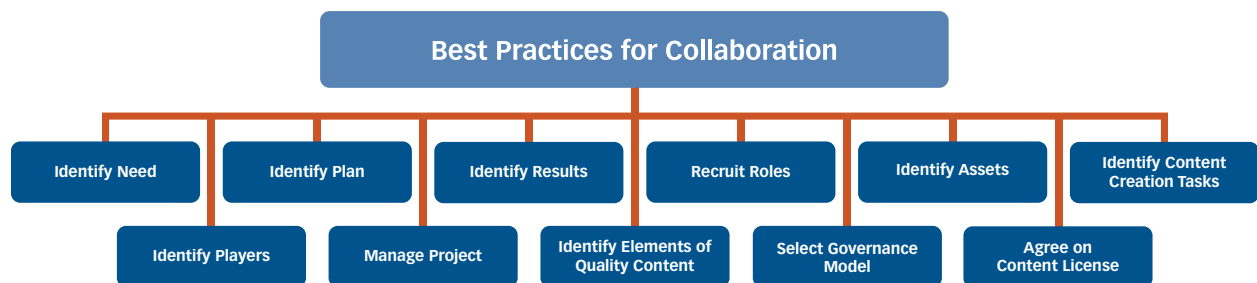 Best Practices for Collaboration
Identify Need
Identify Plan
Identify Results
Recruit Roles
Identify Assets
Identify Content
Creation Tasks
Identify Players
Manage Project
Identify Elements of
Quality Content
Select Governance
Model
Agree on
Content License